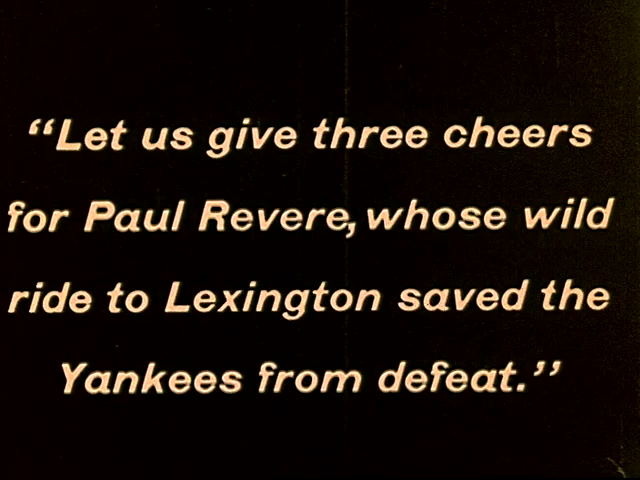 “Let us give three cheers
for Paul Revere, whose wild
ride to Lexington saved the
Yankees from defeat.”